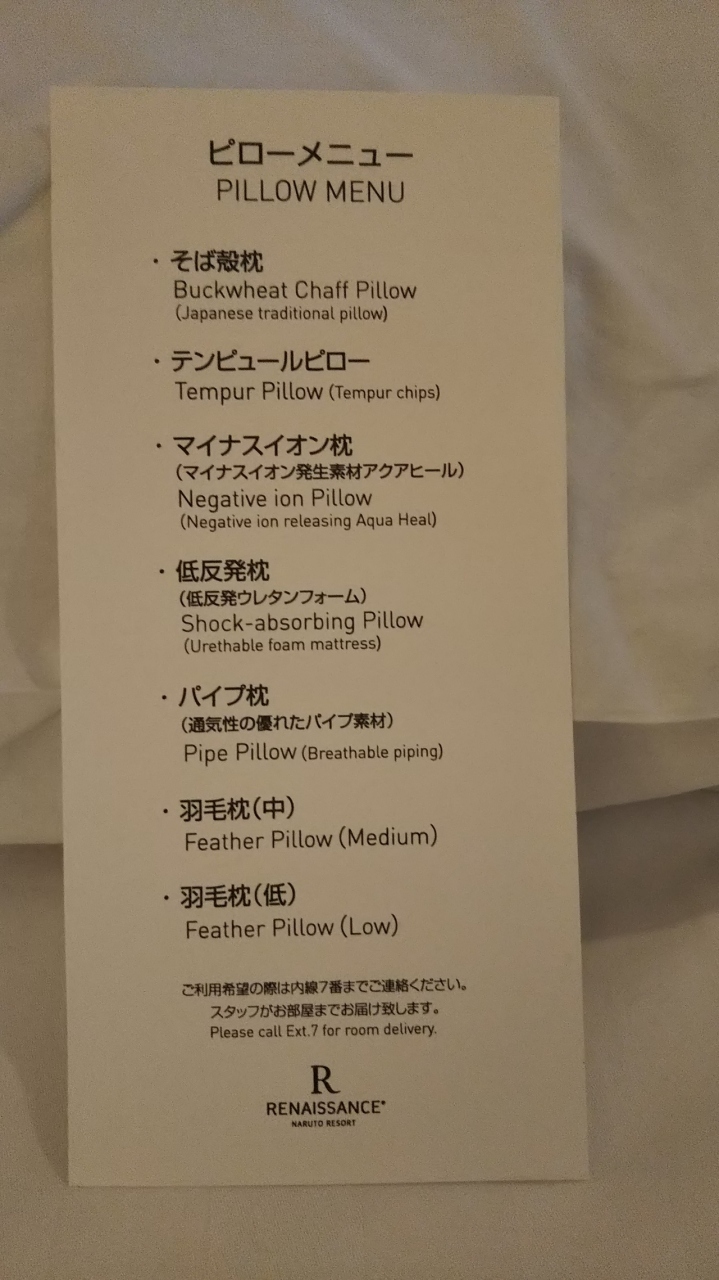 ピローメニュー
PILLOW MENU
・そば殻枕
Buckwheat Chaff Pillow
(Japanese traditional pillow)
・テンピュールピロー
Tempur Pillow (Tempur chips)
・マイナスイオン枕
(マイナスイオン発生素材アクアヒール)
Negative ion Pillow
(Negative ion releasing Aqua Heal)
・低反発枕
(低反発ウレタンフォーム)
Shock-absorbing Pillow
(Urethable foam mattress)
・パイプ枕
(通気性の優れたパイプ素材)
Pipe Pillow (Breathable piping)
・羽毛枕(中)
Feather Pillow (Medium)
・羽毛枕(低)
Feather Pillow (Low)
ご利用希望の際は内線7番までご連絡ください。
スタッフがお部屋までお届け致します。
Please call Ext.7 for room delivery.
R
RENAISSANCE®
NARUTO RESORT